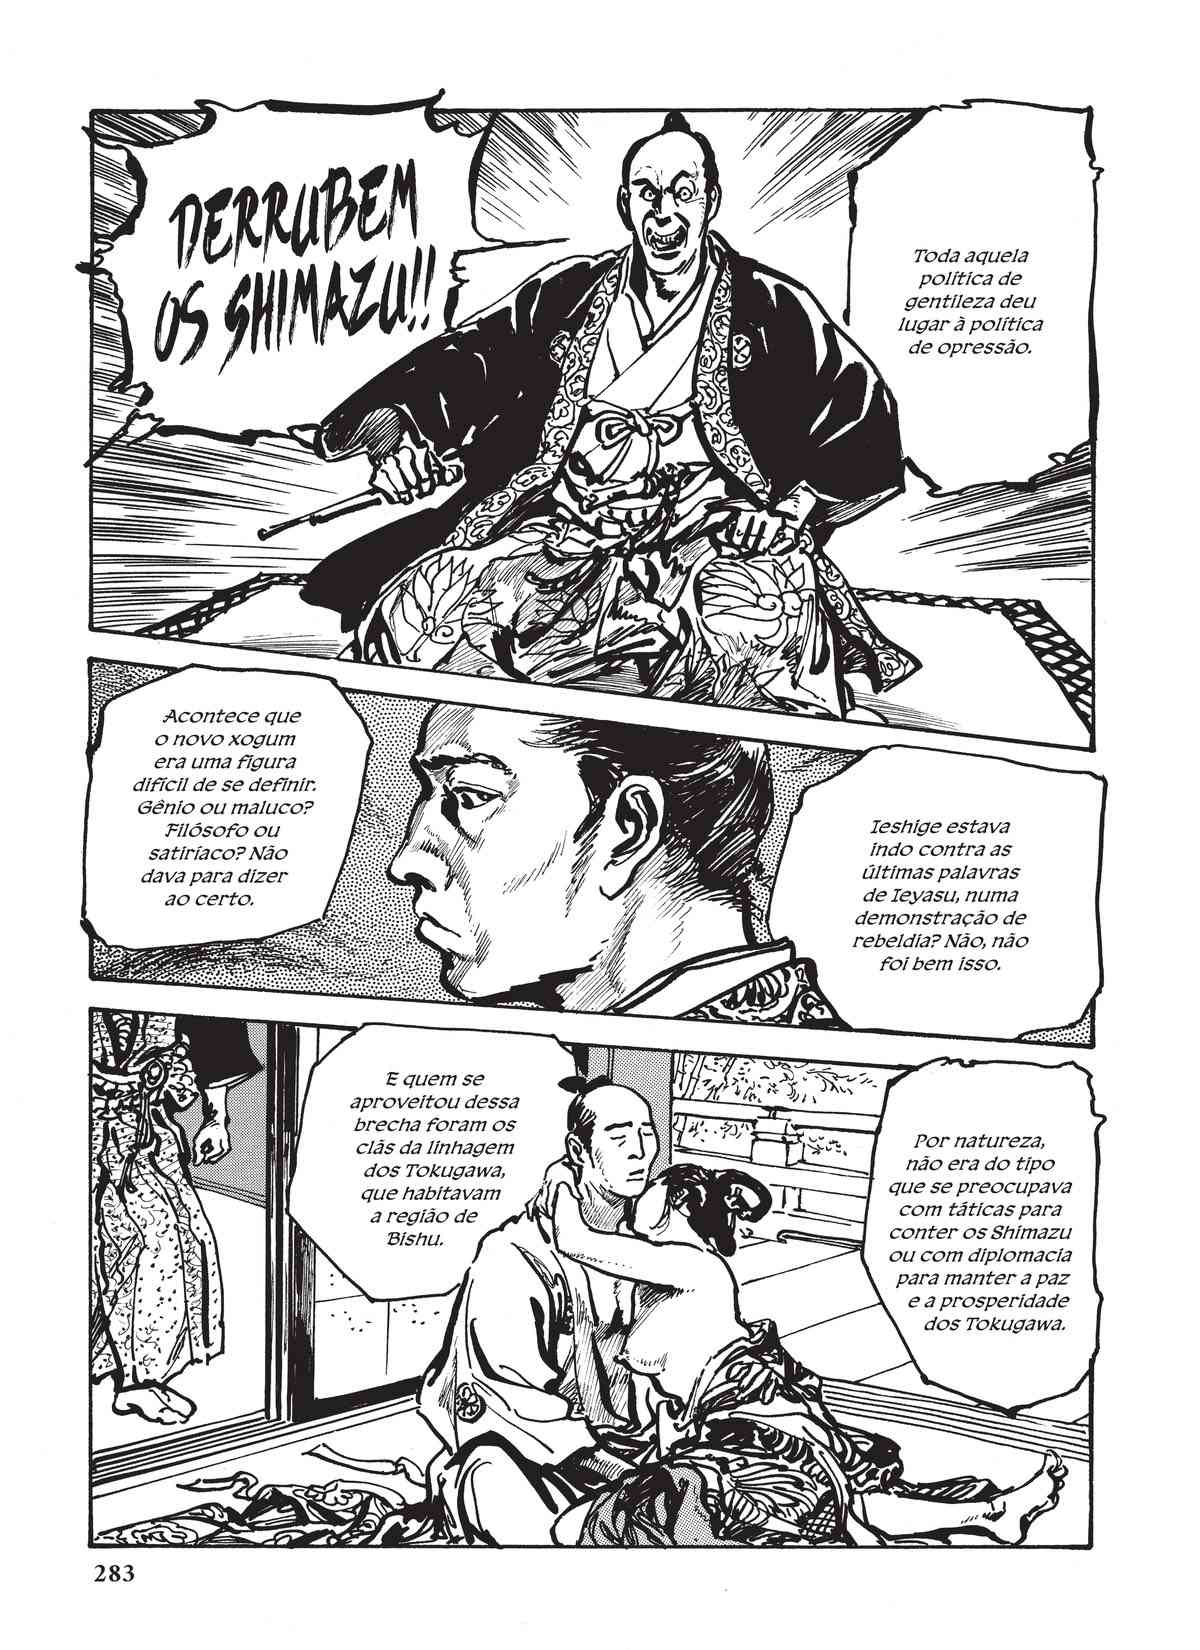 DERRUBEM
OS SHIMAZU!!
Toda aquela
política de
gentileza deu
lugar à política
de opressão.
Acontece que
o novo xogum
era uma figura
difícil de se definir.
Gênio ou maluco?
Filósofo ou
satiríaco? Não
dava para dizer
ao certo.
Ieshige estava
indo contra as
últimas palavras
de Ieyasu, numa
demonstração de
rebeldia? Não, não
foi bem isso.
E quem se
aproveitou dessa
brecha foram os
clãs da linhagem
dos Tokugawa,
que habitavam
a região de
Bishu.
Por natureza,
não era do tipo
que se preocupava
com táticas para
conter os Shimazu
ou com diplomacia
para manter a paz
e a prosperidade
dos Tokugawa.
283